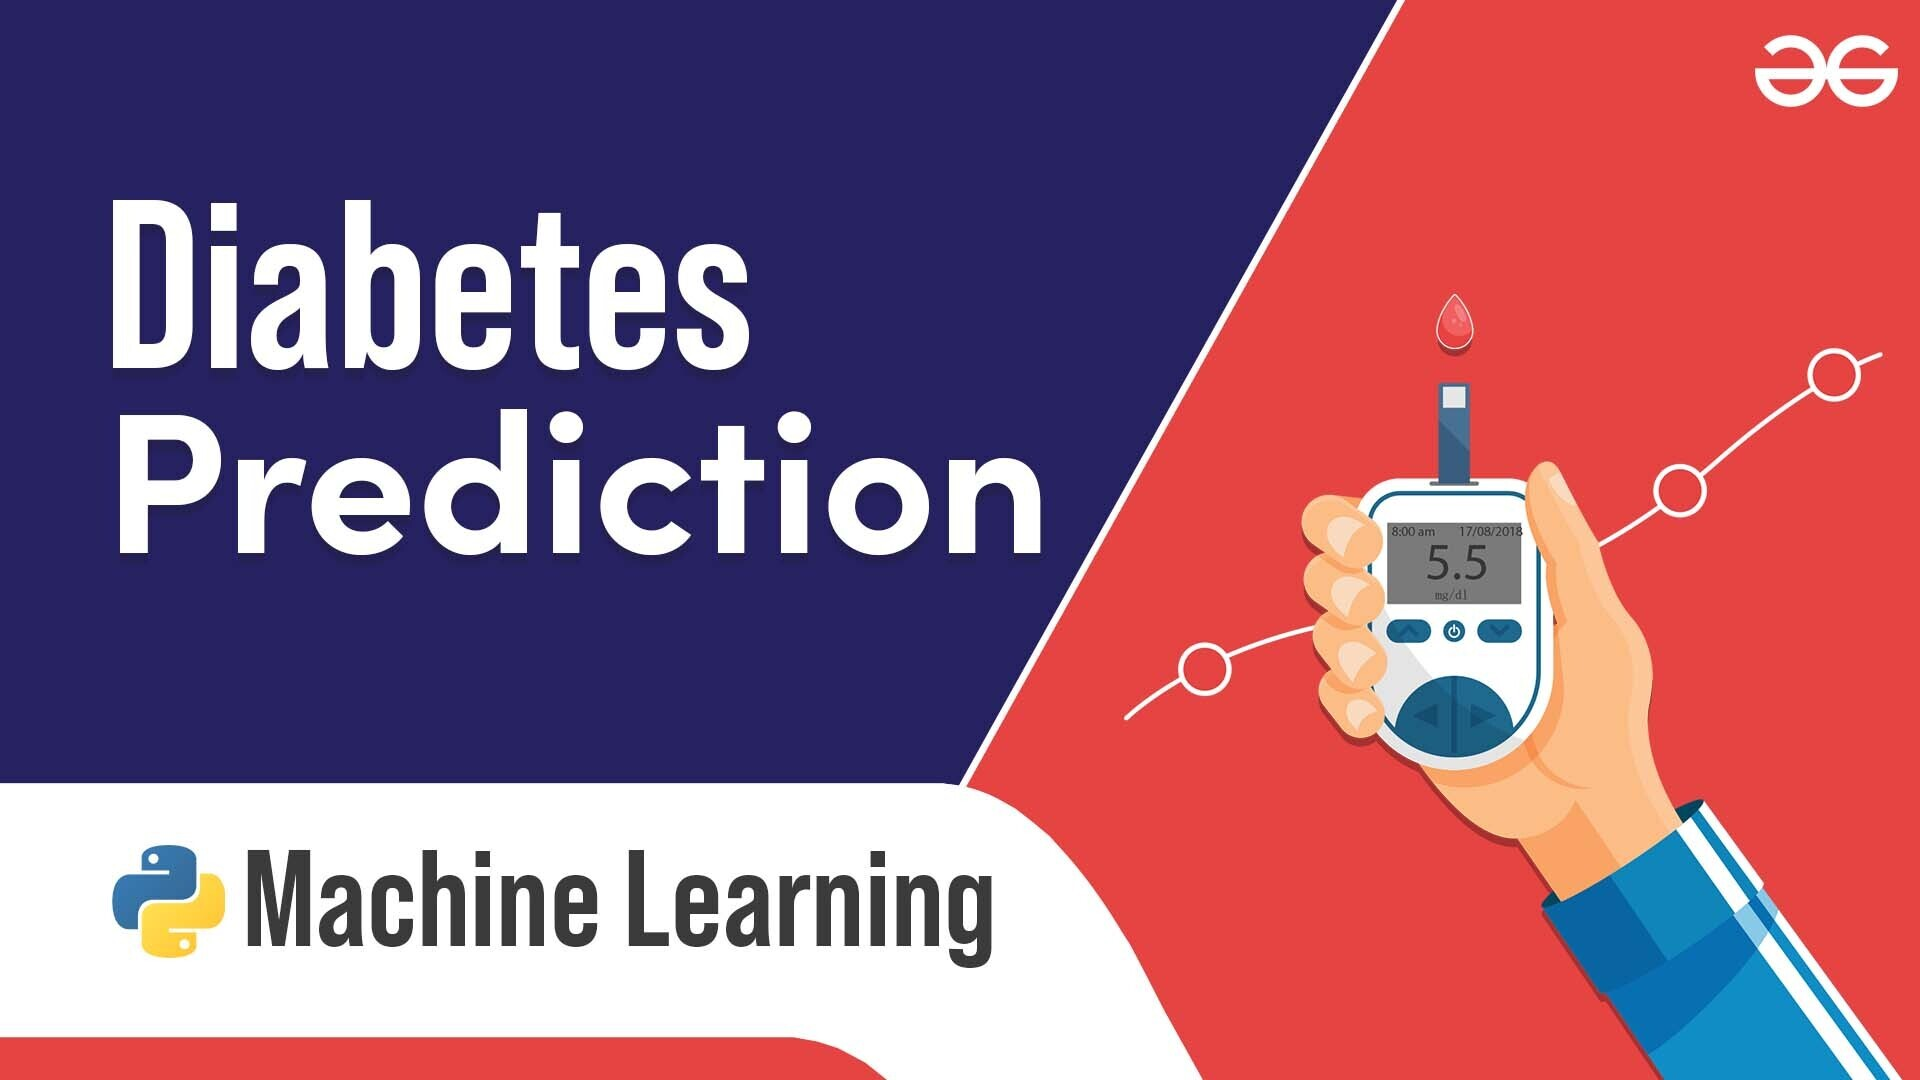 Diabetes
Prediction
8:00 am 17/08/2018
5.5
mg/dl
Machine Learning